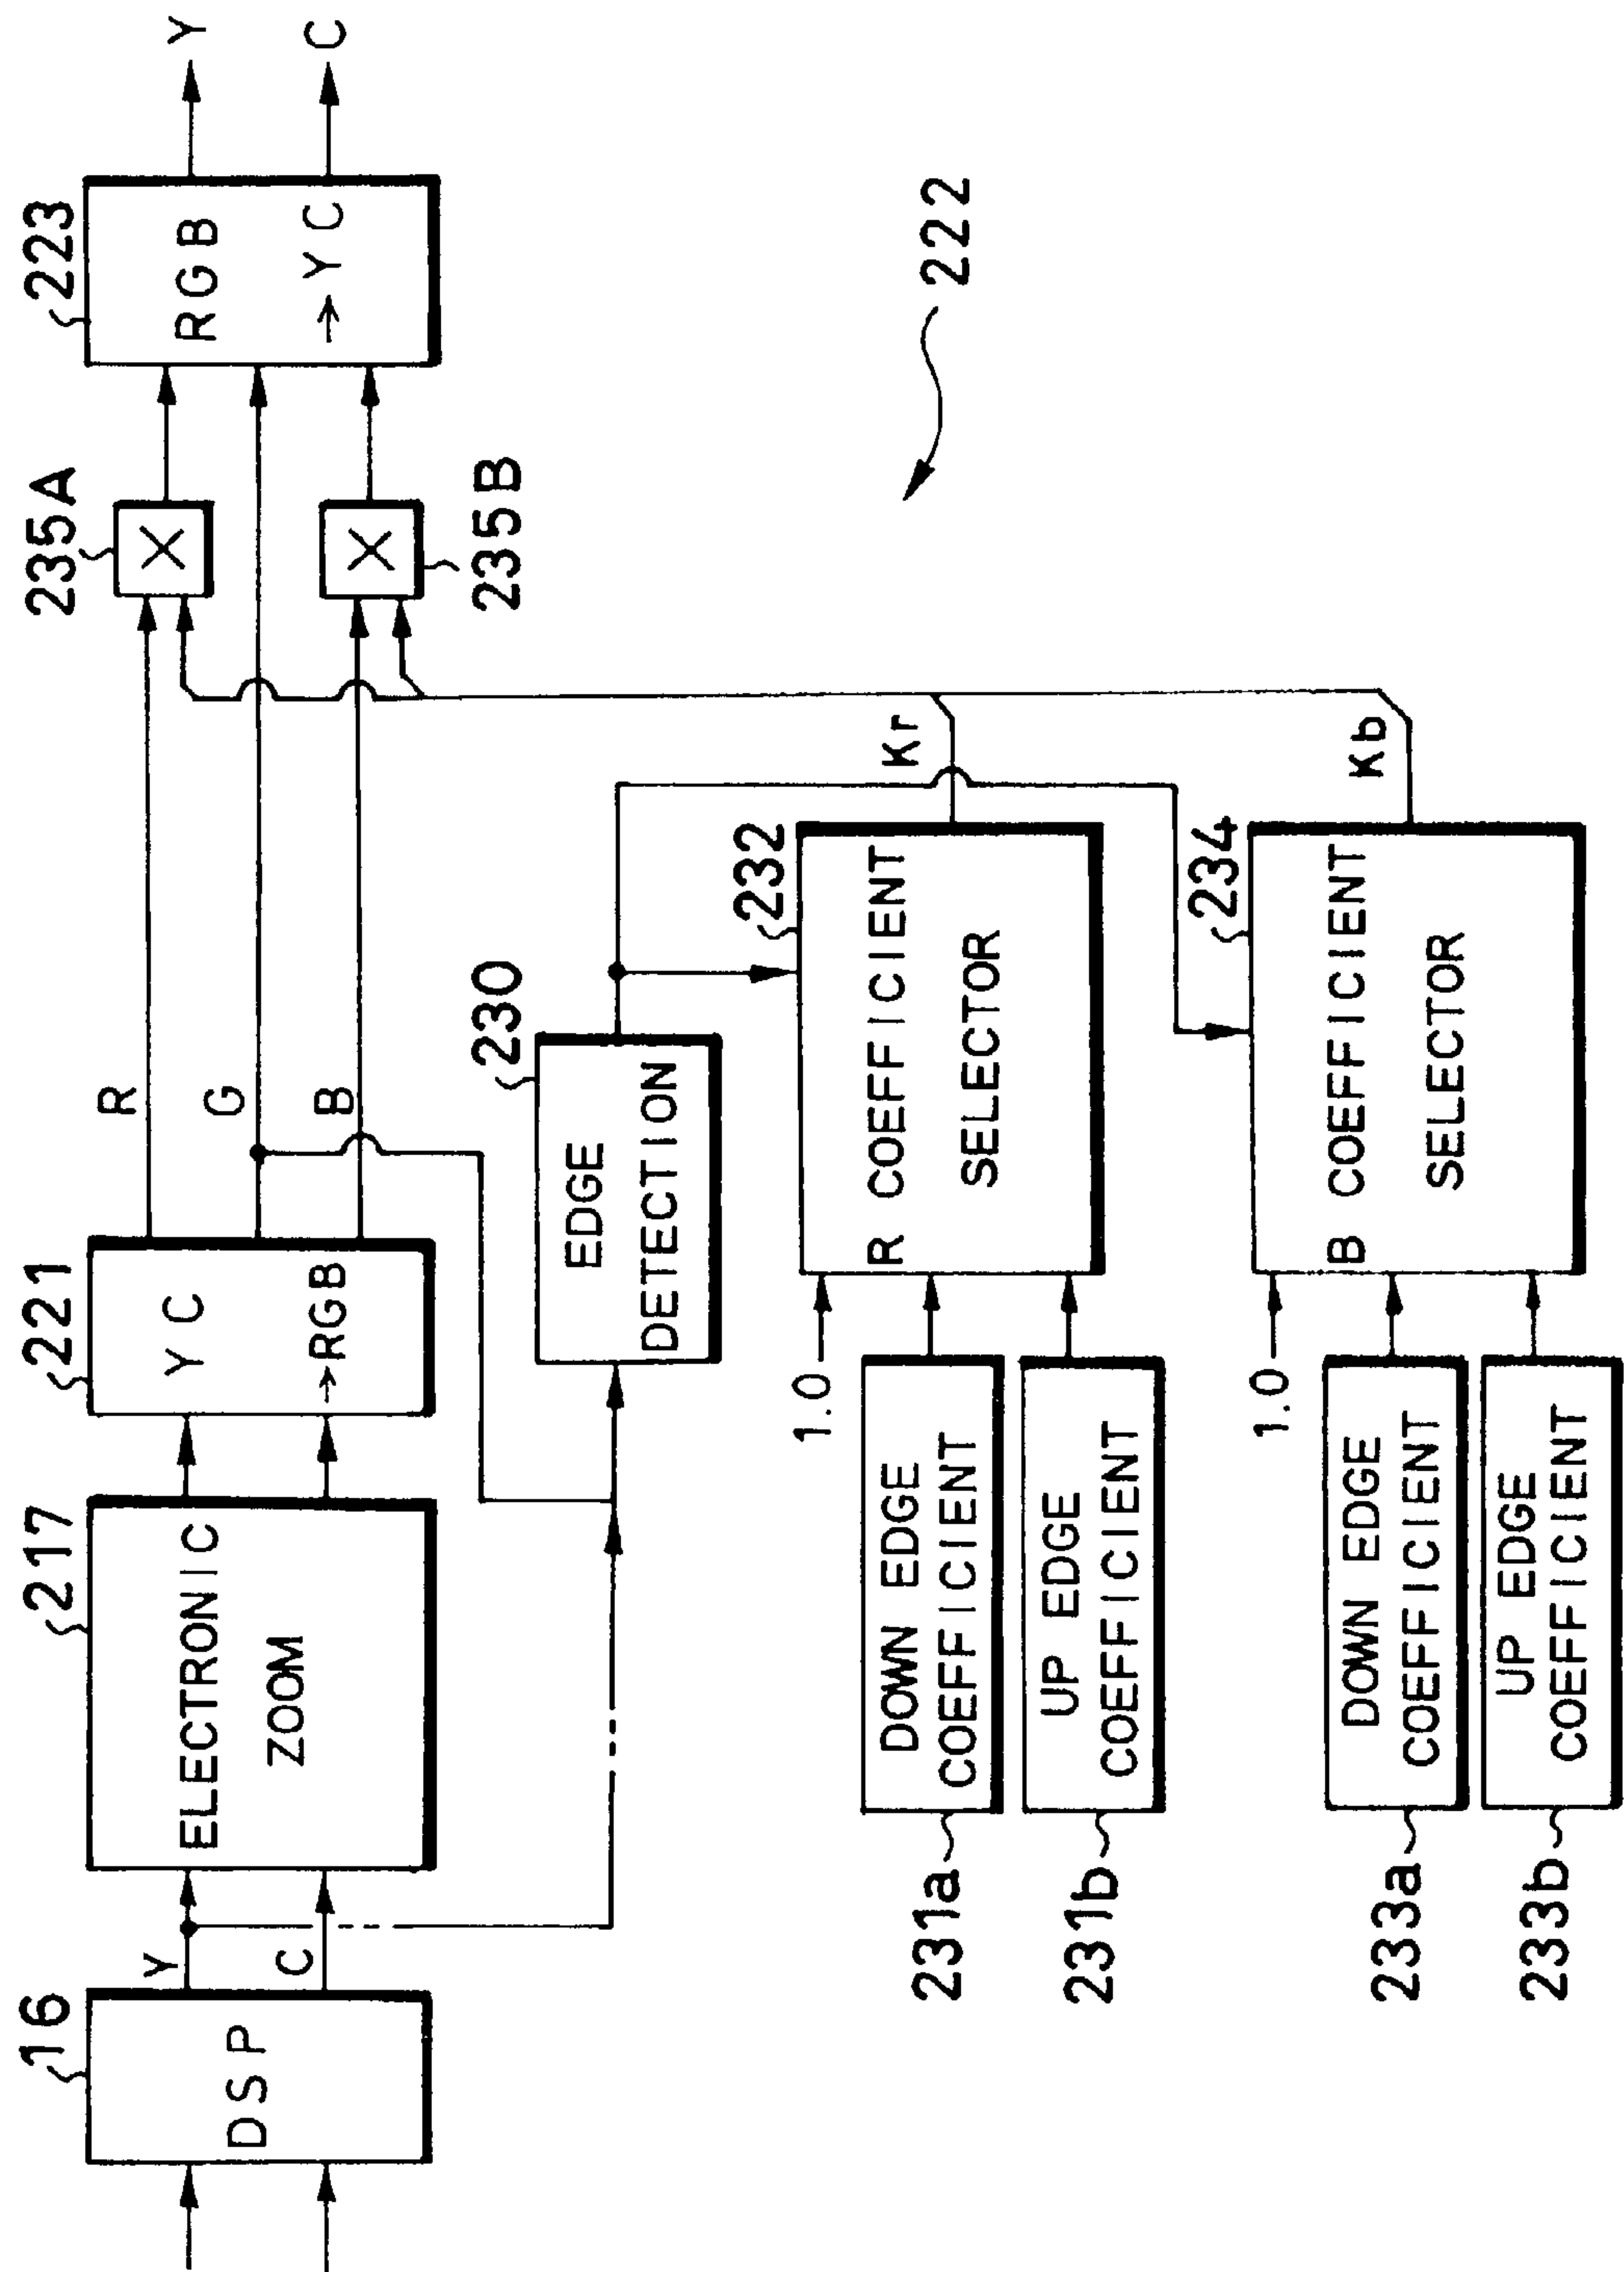 16
DSP
Y
C
217
ELECTRONIC
ZOOM
221
YC
→RGB
R
G
B
235A
X
235B
X
223
RGB
→YC
Y
C
230
EDGE
DETECTION
222
231a
DOWN EDGE
COEFFICIENT
231b
UP EDGE
COEFFICIENT
1.0
232
R COEFFICIENT
SELECTOR
Kr
233a
DOWN EDGE
COEFFICIENT
233b
UP EDGE
COEFFICIENT
1.0
234
B COEFFICIENT
SELECTOR
Kb